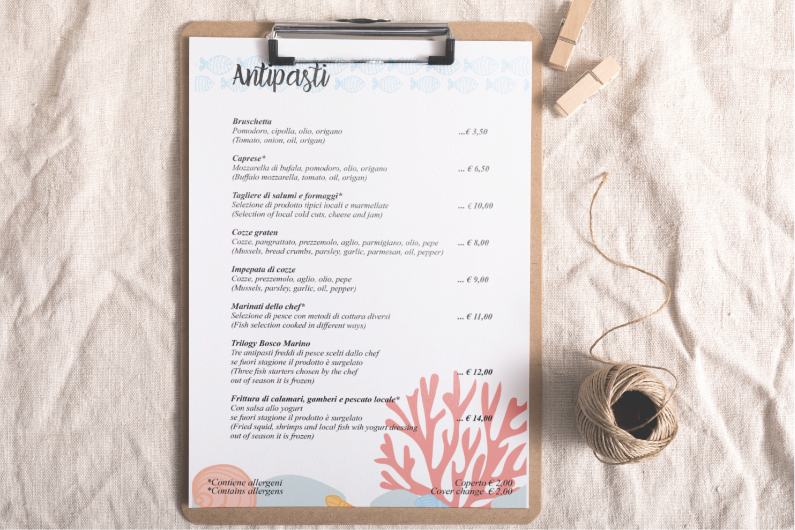 Antipasti
Bruschetta
Pomodoro, cipolla, olio, origano ...€ 3,50
(Tomato, onion, oil, origan)
Caprese*
Mozzarella di bufala, pomodoro, olio, origano ... € 6,50
(Buffalo mozzarella, tomato, oil, origan)
Tagliere di salumi e formaggi*
Selezione di prodotto tipici locali e marmellate ... € 10,00
(Selection of local cold cuts, cheese and jam)
Cozze graten
Cozze, pangrattato, prezzemolo, aglio, parmigiano, olio, pepe ... € 8,00
(Mussels, bread crumbs, parsley, garlic, parmesan, oil, pepper)
Impepata di cozze
Cozze, prezzemolo, aglio, olio, pepe ... € 9,00
(Mussels, parsley, garlic, oil, pepper)
Marinati dello chef*
Selezione di pesce con metodi di cottura diversi ... € 11,00
(Fish selection cooked in different ways)
Trilogy Bosco Marino
Tre antipasti freddi di pesce scelti dallo chef
se fuori stagione il prodotto è surgelato
(Three fish starters chosen by the chef ... € 12,00
out of season it is frozen)
Frittura di calamari, gamberi e pescato locale*
Con salsa allo yogurt
se fuori stagione il prodotto è surgelato ... € 14,00
(Fried squid, shrimps and local fish wih yogurt dressing
out of season it is frozen)
*Contiene allergeni Coperto € 2,00
*Contains allergens Cover change € 2,00